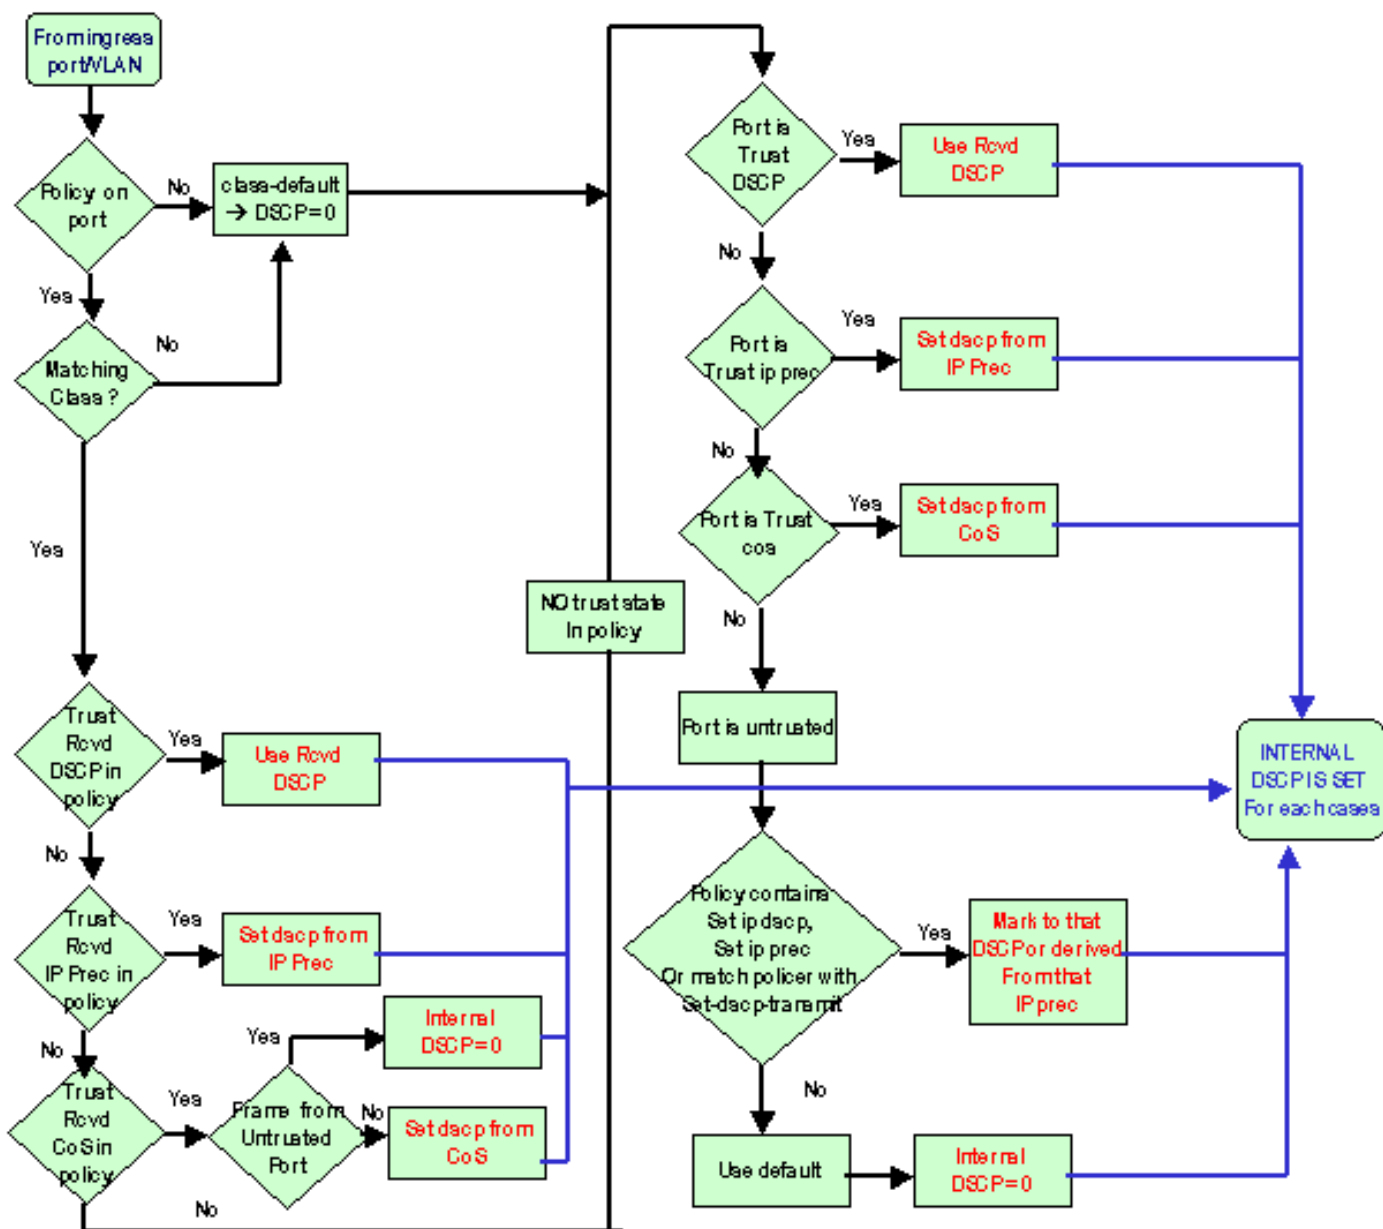 From ingress
port/VLAN
Policy on
port
No
class-default
→ DSCP=0
Yes
Matching
Class?
No
Yes
Trust
Rcvd
DSCP in
policy
Yes
Use Rcvd
DSCP
No
Trust
Rcvd
IP Prec in
policy
Yes
Set dscp from
IP Prec
No
Trust
Rcvd
CoS in
policy
Yes
Frame from
Untrusted
Port
Yes
Internal
DSCP=0
No
Set dscp from
CoS
No
NO trust state
In policy
Port is
Trust
DSCP
Yes
Use Rcvd
DSCP
No
Port is
Trust ip prec
Yes
Set dscp from
IP Prec
No
Port is Trust
cos
Yes
Set dscp from
CoS
No
Port is untrusted
Policy contains
Set ip dscp,
Set ip prec
Or match policer with
Set-dscp-transmit
Yes
Mark to that
DSCP or derived
From that
IP prec
No
Use default
Internal
DSCP=0
INTERNAL
DSCP IS SET
For each cases